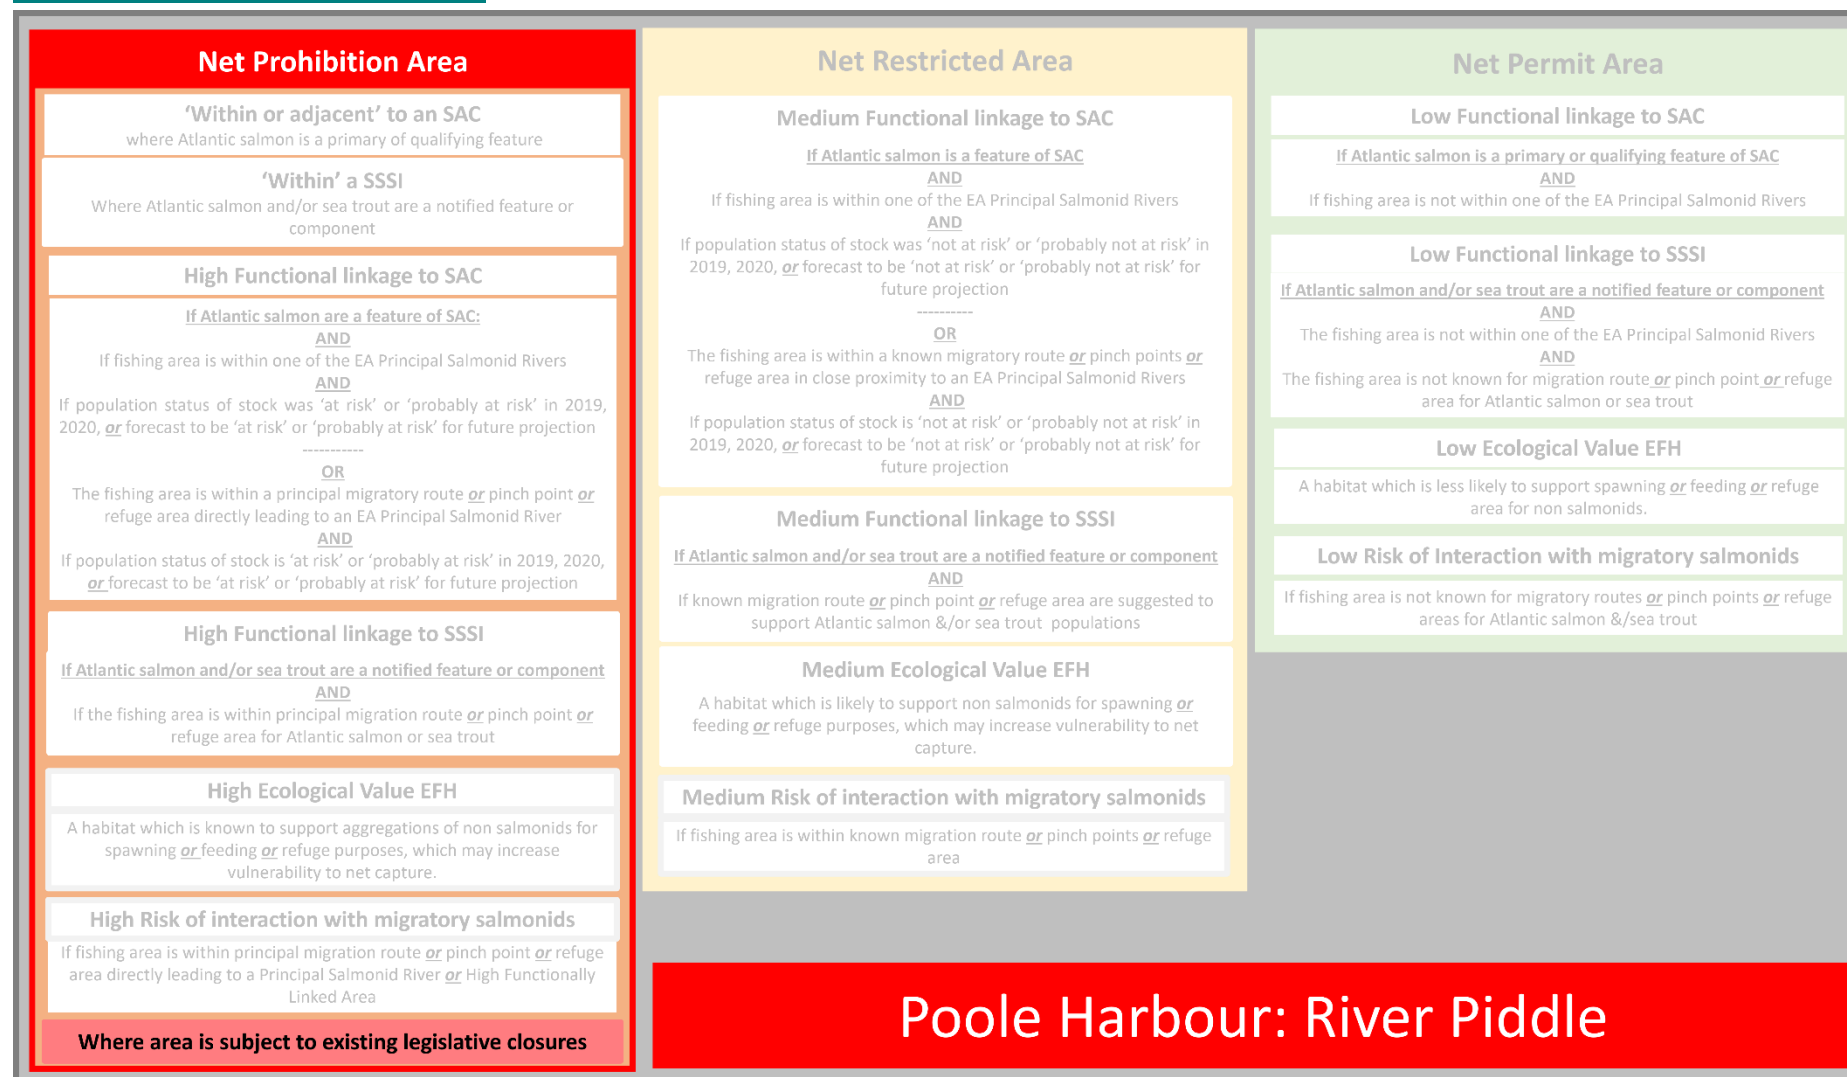 Net Prohibition Area
‘Within or adjacent’ to an SAC
where Atlantic salmon is a primary of qualifying feature
‘Within’ a SSSI
Where Atlantic salmon and/or sea trout are a notified feature or
component
High Functional linkage to SAC
If Atlantic salmon are a feature of SAC:
AND
If fishing area is within one of the EA Principal Salmonid Rivers
AND
If population status of stock was ‘at risk’ or ‘probably at risk’ in 2019,
2020, or forecast to be ‘at risk’ or ‘probably at risk’ for future projection
-----------
OR
The fishing area is within a principal migratory route or pinch point or
refuge area directly leading to an EA Principal Salmonid River
AND
If population status of stock is ‘at risk’ or ‘probably at risk’ in 2019, 2020,
or forecast to be ‘at risk’ or ‘probably at risk’ for future projection
High Functional linkage to SSSI
If Atlantic salmon and/or sea trout are a notified feature or component
AND
If the fishing area is within principal migration route or pinch point or
refuge area for Atlantic salmon or sea trout
High Ecological Value EFH
A habitat which is known to support aggregations of non salmonids for
spawning or feeding or refuge purposes, which may increase
vulnerability to net capture.
High Risk of interaction with migratory salmonids
If fishing area is within principal migration route or pinch point or refuge
area directly leading to a Principal Salmonid River or High Functionally
Linked Area
Where area is subject to existing legislative closures
Net Restricted Area
Medium Functional linkage to SAC
If Atlantic salmon is a feature of SAC
AND
If fishing area is within one of the EA Principal Salmonid Rivers
AND
If population status of stock was ‘not at risk’ or ‘probably not at risk’ in
2019, 2020, or forecast to be ‘not at risk’ or ‘probably not at risk’ for
future projection
----------
OR
The fishing area is within a known migratory route or pinch points or
refuge area in close proximity to an EA Principal Salmonid Rivers
AND
If population status of stock is ‘not at risk’ or ‘probably not at risk’ in
2019, 2020, or forecast to be ‘not at risk’ or ‘probably not at risk’ for
future projection
Medium Functional linkage to SSSI
If Atlantic salmon and/or sea trout are a notified feature or component
AND
If known migration route or pinch point or refuge area are suggested to
support Atlantic salmon &/or sea trout populations
Medium Ecological Value EFH
A habitat which is likely to support non salmonids for spawning or
feeding or refuge purposes, which may increase vulnerability to net
capture.
Medium Risk of interaction with migratory salmonids
If fishing area is within known migration route or pinch points or refuge
area
Net Permit Area
Low Functional linkage to SAC
If Atlantic salmon is a primary or qualifying feature of SAC
AND
If fishing area is not within one of the EA Principal Salmonid Rivers
Low Functional linkage to SSSI
If Atlantic salmon and/or sea trout are a notified feature or component
AND
The fishing area is not within one of the EA Principal Salmonid Rivers
AND
The fishing area is not known for migration route or pinch point or refuge
area for Atlantic salmon or sea trout
Low Ecological Value EFH
A habitat which is less likely to support spawning or feeding or refuge
area for non salmonids.
Low Risk of Interaction with migratory salmonids
If fishing area is not known for migratory routes or pinch points or refuge
areas for Atlantic salmon &/sea trout
Poole Harbour: River Piddle